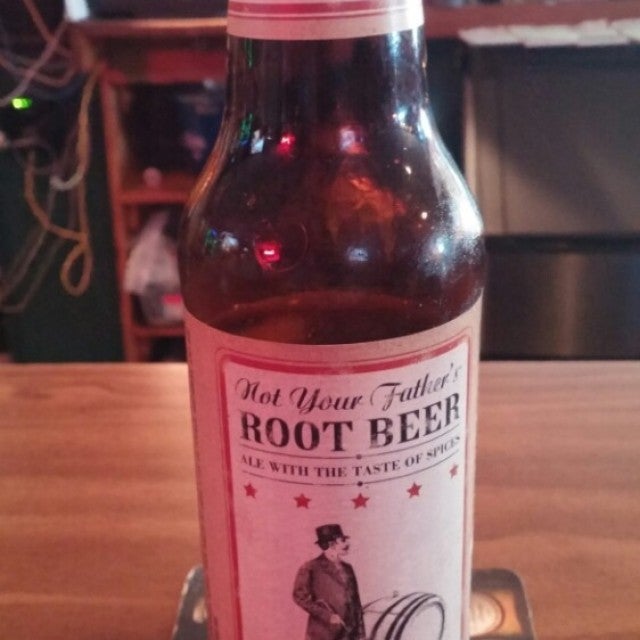 Not Your Father's
ROOT BEER
ALE WITH THE TASTE OF SPICES